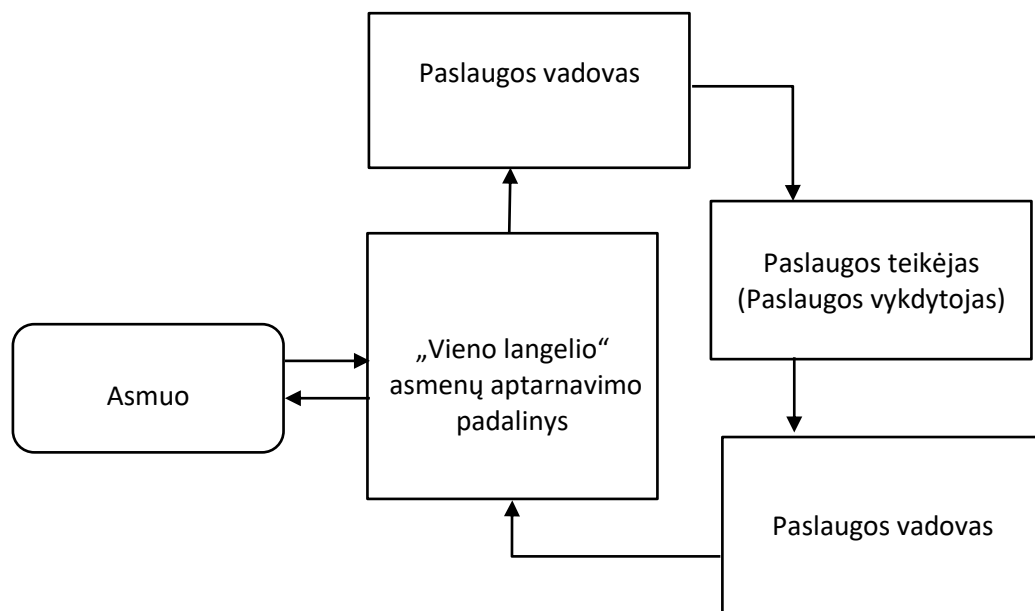 Paslaugos vadovas
Paslaugos teikėjas
(Paslaugos vykdytojas)
„Vieno langelio“
asmenų aptarnavimo
padalinys
Asmuo
Paslaugos vadovas